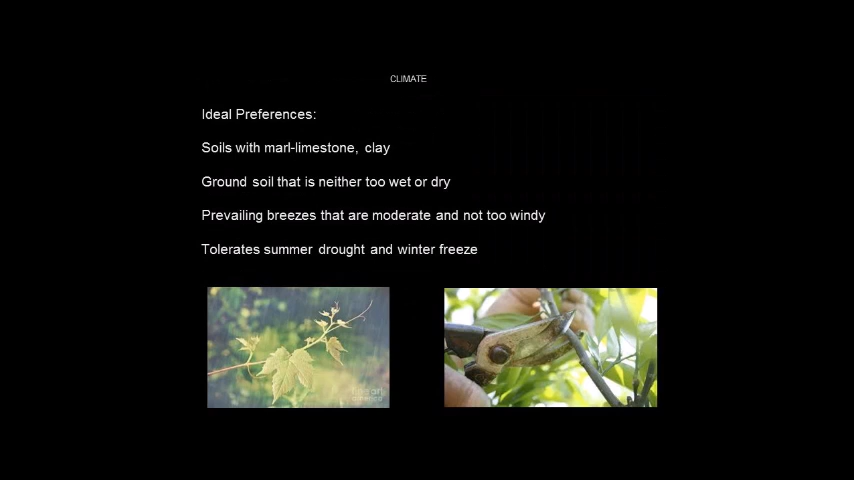 CLIMATE
Ideal Preferences:
Soils with marl-limestone, clay
Ground soil that is neither too wet or dry
Prevailing breezes that are moderate and not too windy
Tolerates summer drought and winter freeze